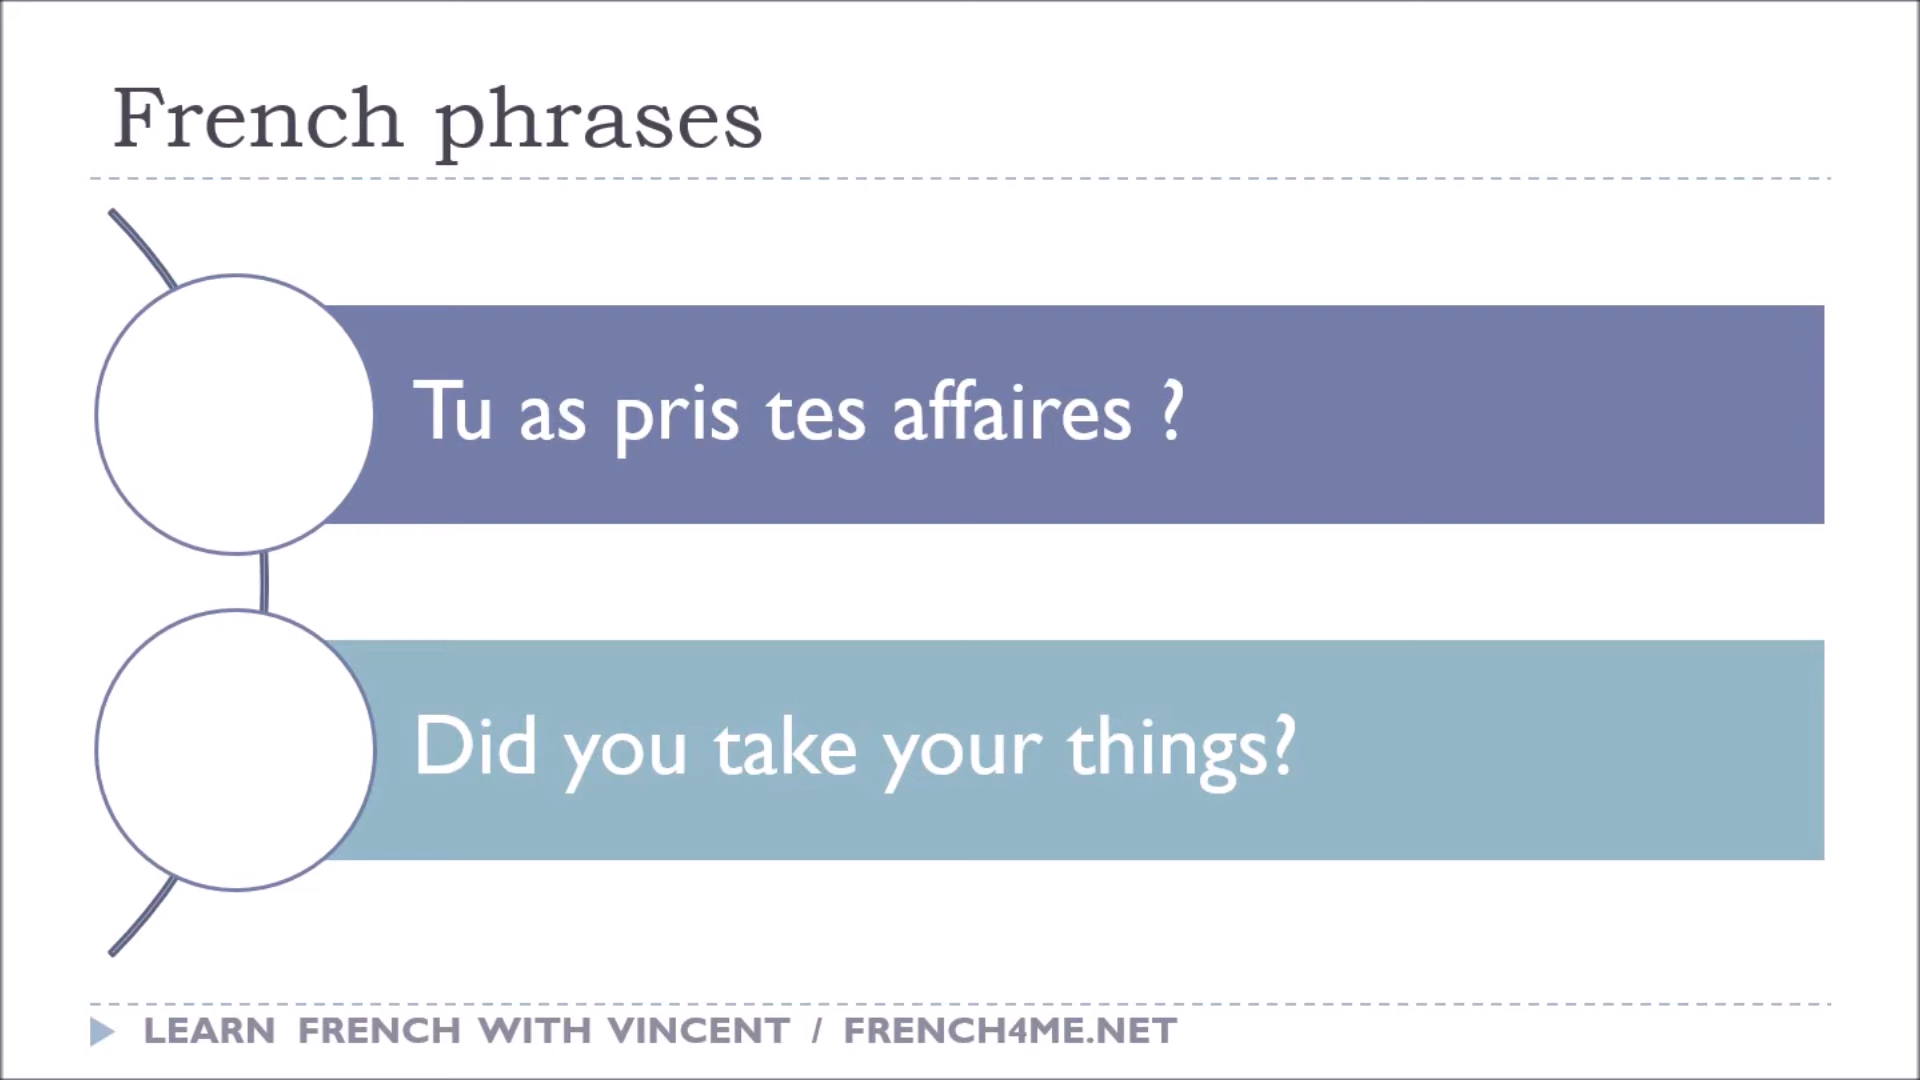 French phrases
Tu as pris tes affaires ?
Did you take your things?
LEARN FRENCH WITH VINCENT / FRENCH4ME.NET